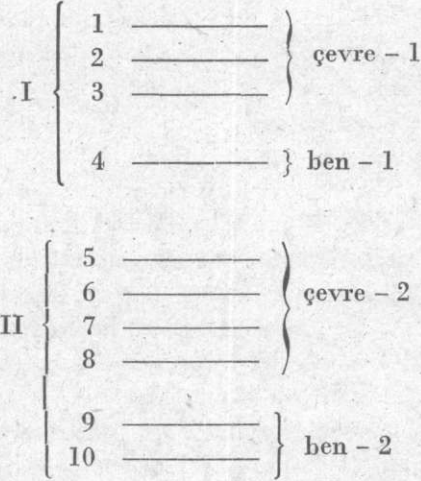 1
2 çevre – 1
I 3
4 ben – 1
5
6 çevre – 2
II 7
8
9
10 ben – 2